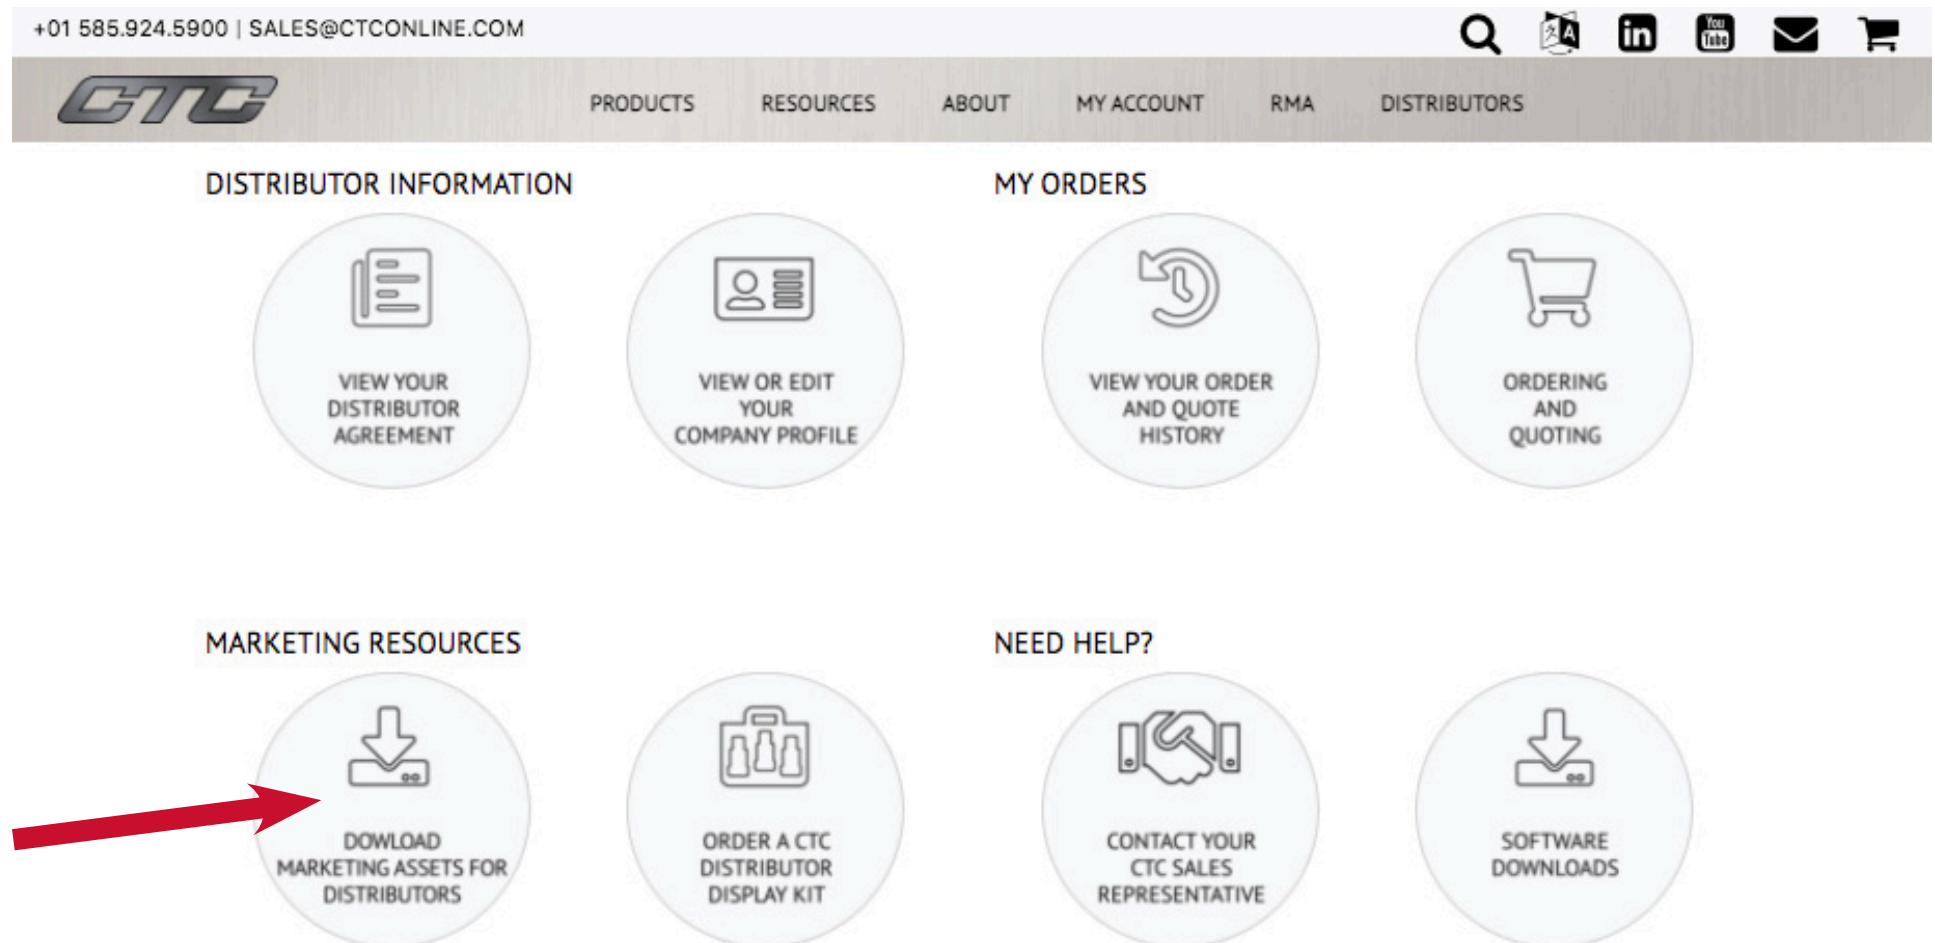 +01 585.924.5900 | SALES@CTCONLINE.COM
You
Tube
CTC
PRODUCTS RESOURCES ABOUT MY ACCOUNT RMA DISTRIBUTORS
DISTRIBUTOR INFORMATION
VIEW YOUR
DISTRIBUTOR
AGREEMENT
VIEW OR EDIT
YOUR
COMPANY PROFILE
MY ORDERS
VIEW YOUR ORDER
AND QUOTE
HISTORY
ORDERING
AND
QUOTING
MARKETING RESOURCES
DOWLOAD
MARKETING ASSETS FOR
DISTRIBUTORS
ORDER A CTC
DISTRIBUTOR
DISPLAY KIT
NEED HELP?
CONTACT YOUR
CTC SALES
REPRESENTATIVE
SOFTWARE
DOWNLOADS